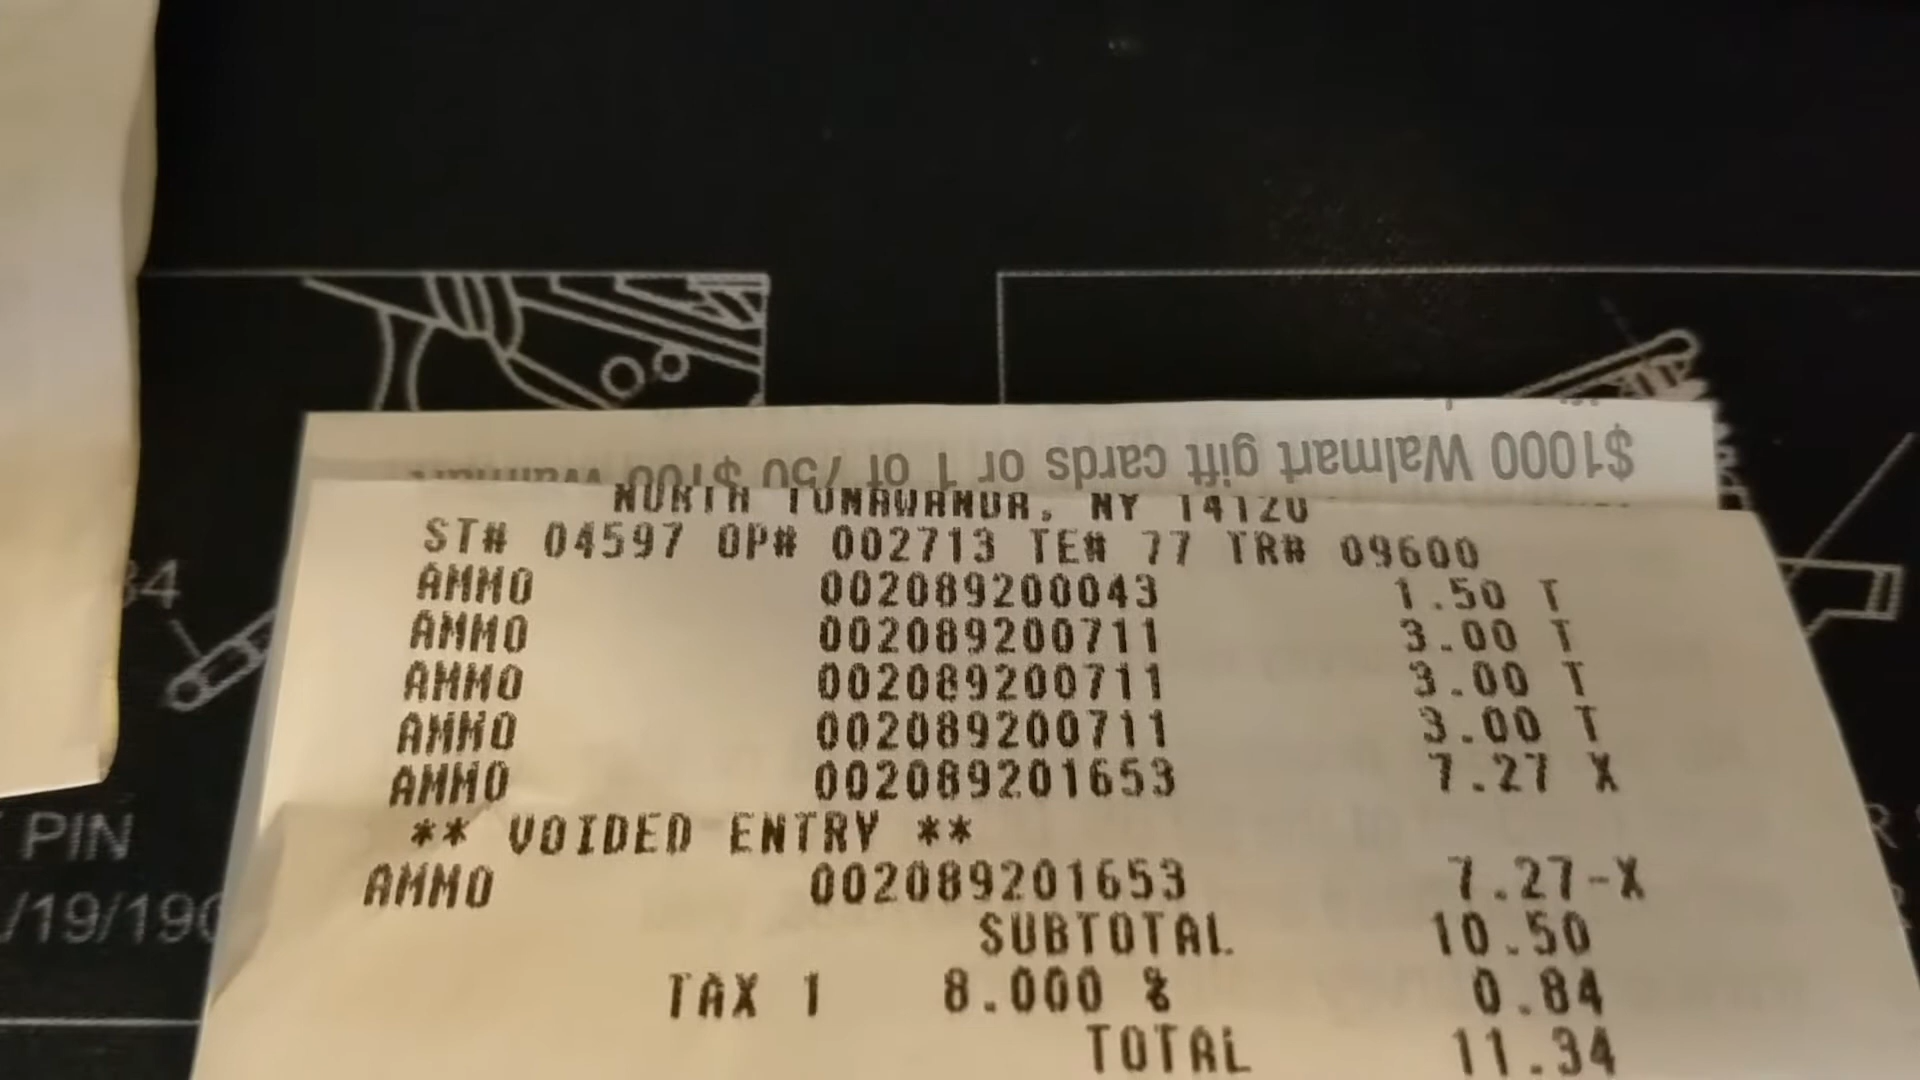 $1000 Walmart gift cards or 1 of 750 $100 Walmart
NORTH TONAWANDA, NY 14120
ST# 04597 OP# 002713 TE# 77 TR# 09600
AMMO 002089200043 1.50 T
AMMO 002089200711 3.00 T
AMMO 002089200711 3.00 T
AMMO 002089200711 3.00 T
AMMO 002089201653 7.27 X
** VOIDED ENTRY **
AMMO 002089201653 7.27-X
SUBTOTAL 10.50
TAX 1 8.000 % 0.84
TOTAL 11.34
34
PIN
/19/19
R